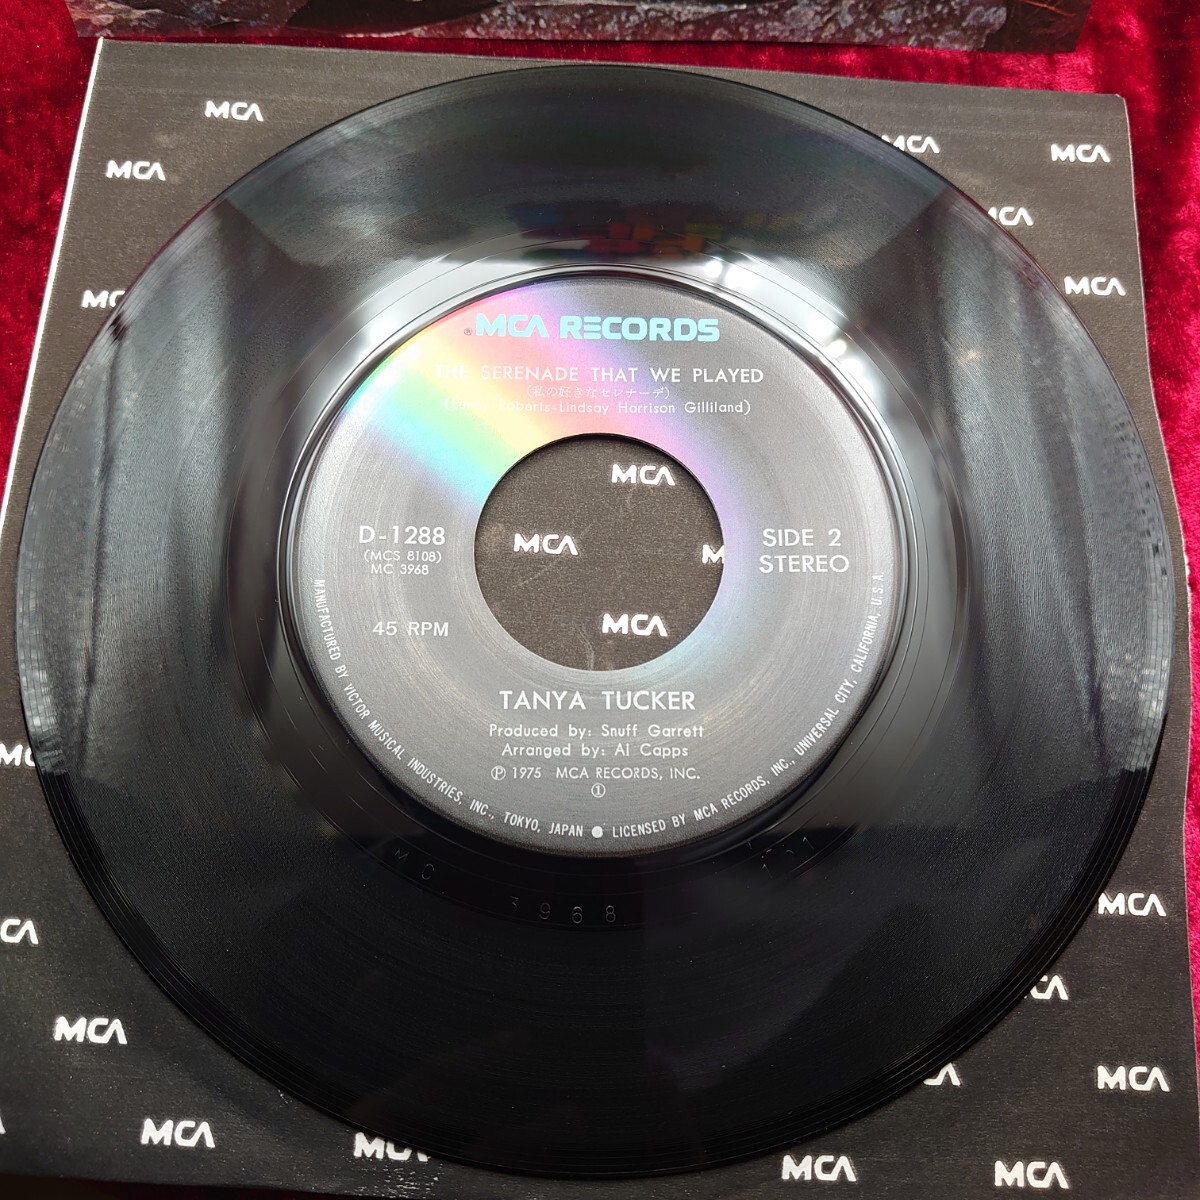 MCA
MCA
MCA
MCA
MCA
MCA
® MCA RECORDS
THE SERENADE THAT WE PLAYED
(私の好きなセレナーデ)
Roberts-Lindsay Harrison Gilliland)
MCA
MCA
MCA
D-1288
(MCS 8108)
MC 3968
45 RPM
SIDE 2
STEREO
TANYA TUCKER
Produced by: Snuff Garrett
Arranged by: Al Capps
Ⓟ 1975 MCA RECORDS, INC.
①
MANUFACTURED BY VICTOR MUSICAL INDUSTRIES, INC., TOKYO, JAPAN ● LICENSED BY MCA RECORDS, INC., UNIVERSAL CITY, CALIFORNIA, U.S.A.
MC. 3968
MCA
MCA
MCA
MCA
MCA
MCA
MCA